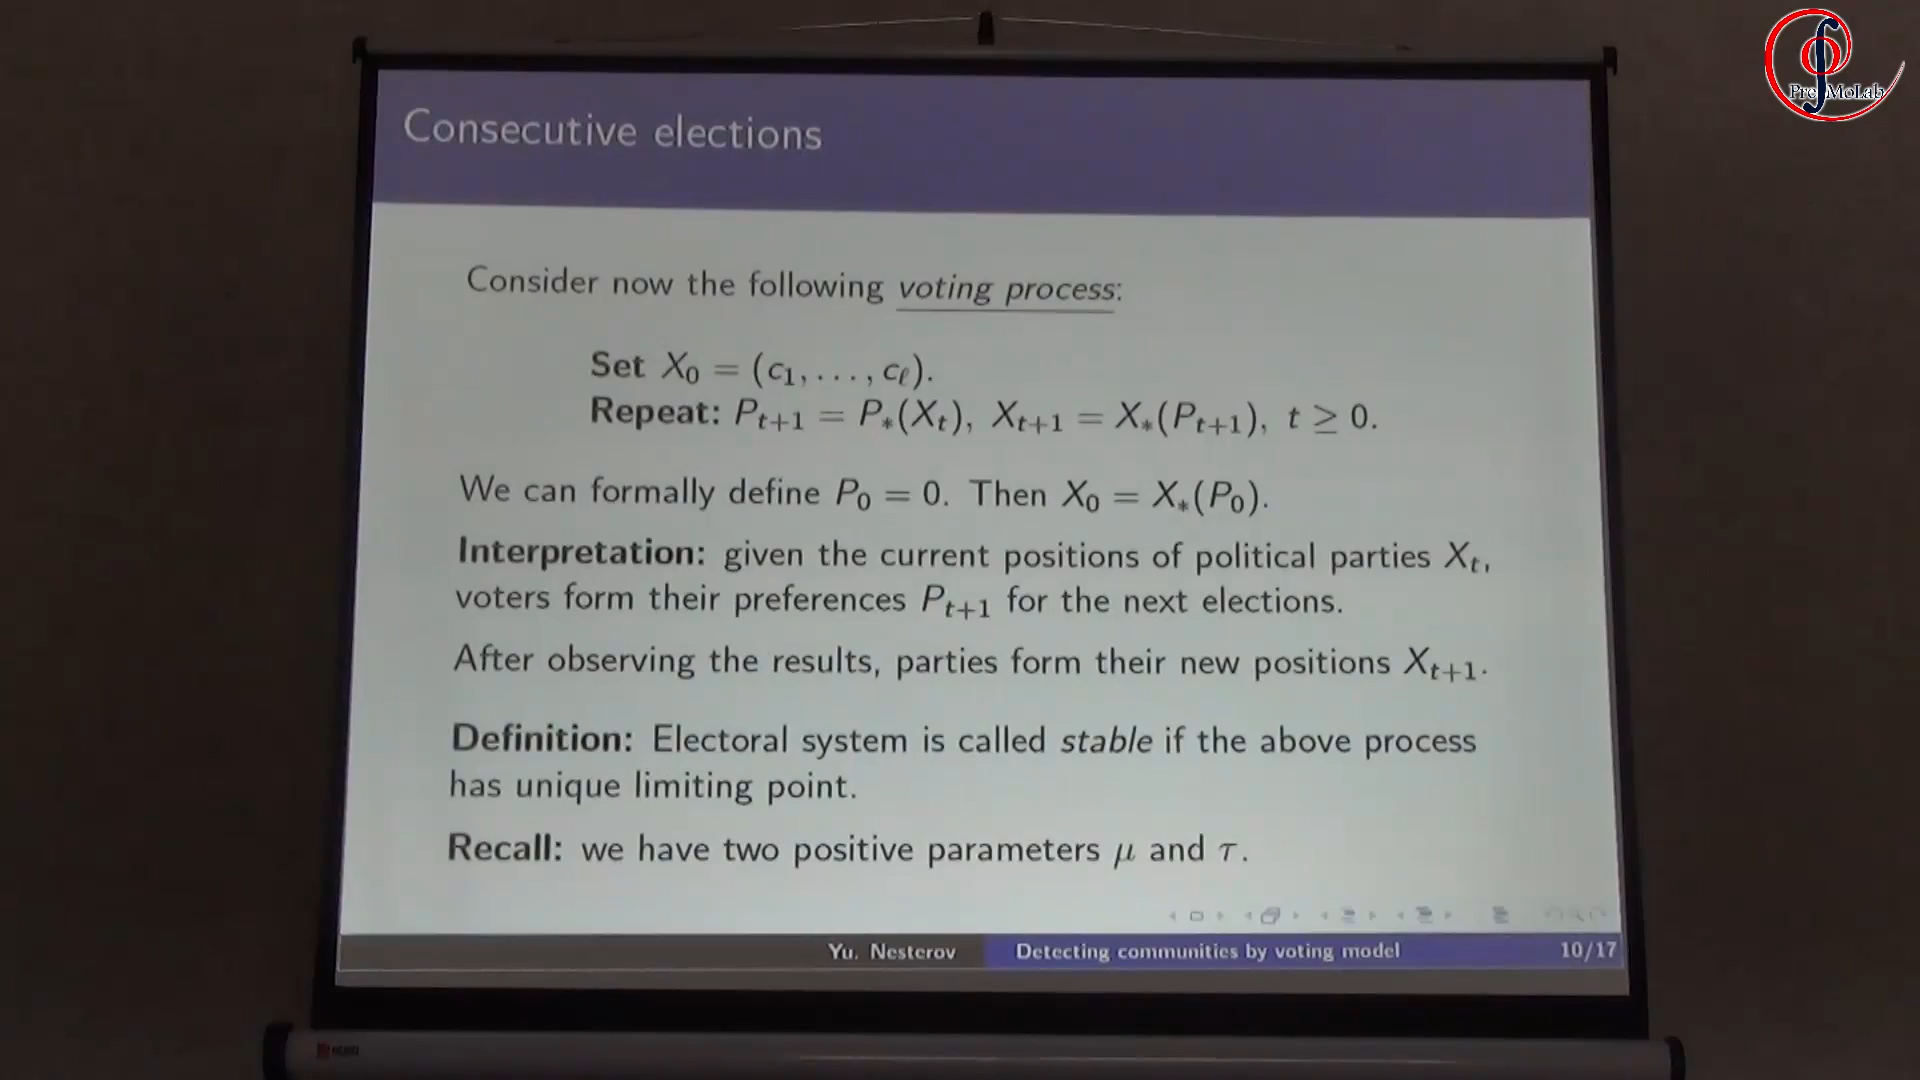 PreMoLab
Consecutive elections
Consider now the following voting process:
Set X₀ = (c₁, . . . , c_ℓ).
Repeat: P_{t+1} = P_*(X_t), X_{t+1} = X_*(P_{t+1}), t ≥ 0.
We can formally define P₀ = 0. Then X₀ = X_*(P₀).
Interpretation: given the current positions of political parties X_t,
voters form their preferences P_{t+1} for the next elections.
After observing the results, parties form their new positions X_{t+1}.
Definition: Electoral system is called stable if the above process
has unique limiting point.
Recall: we have two positive parameters μ and τ.
Yu. Nesterov Detecting communities by voting model 10/17